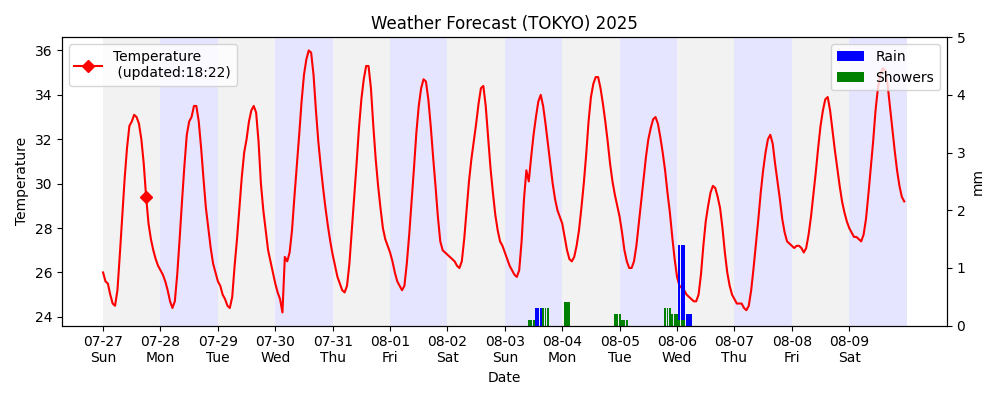 Weather Forecast (TOKYO) 2025
Temperature
(updated:18:22)
Rain
Showers
Temperature
36
34
32
30
28
26
24
5
4
3
2
1
0
mm
07-27 07-28 07-29 07-30 07-31 08-01 08-02 08-03 08-04 08-05 08-06 08-07 08-08 08-09
Sun Mon Tue Wed Thu Fri Sat Sun Mon Tue Wed Thu Fri Sat
Date